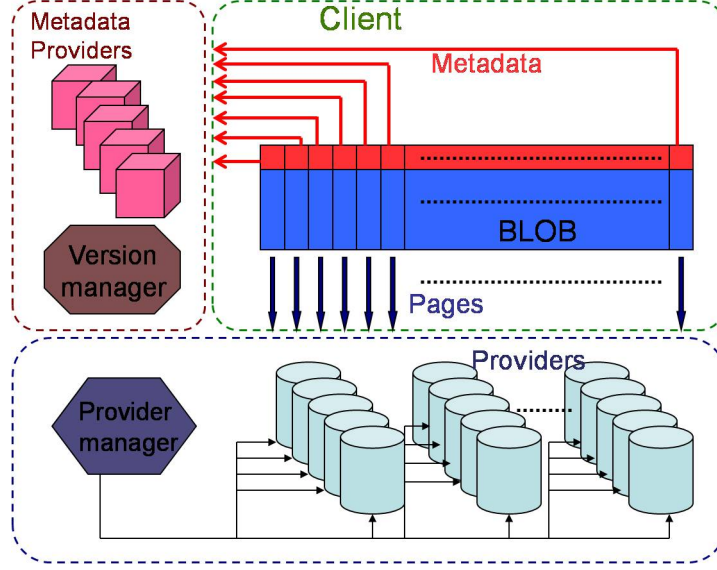 Metadata
Providers
Client
Metadata
BLOB
Version
manager
Pages
Providers
Provider
manager